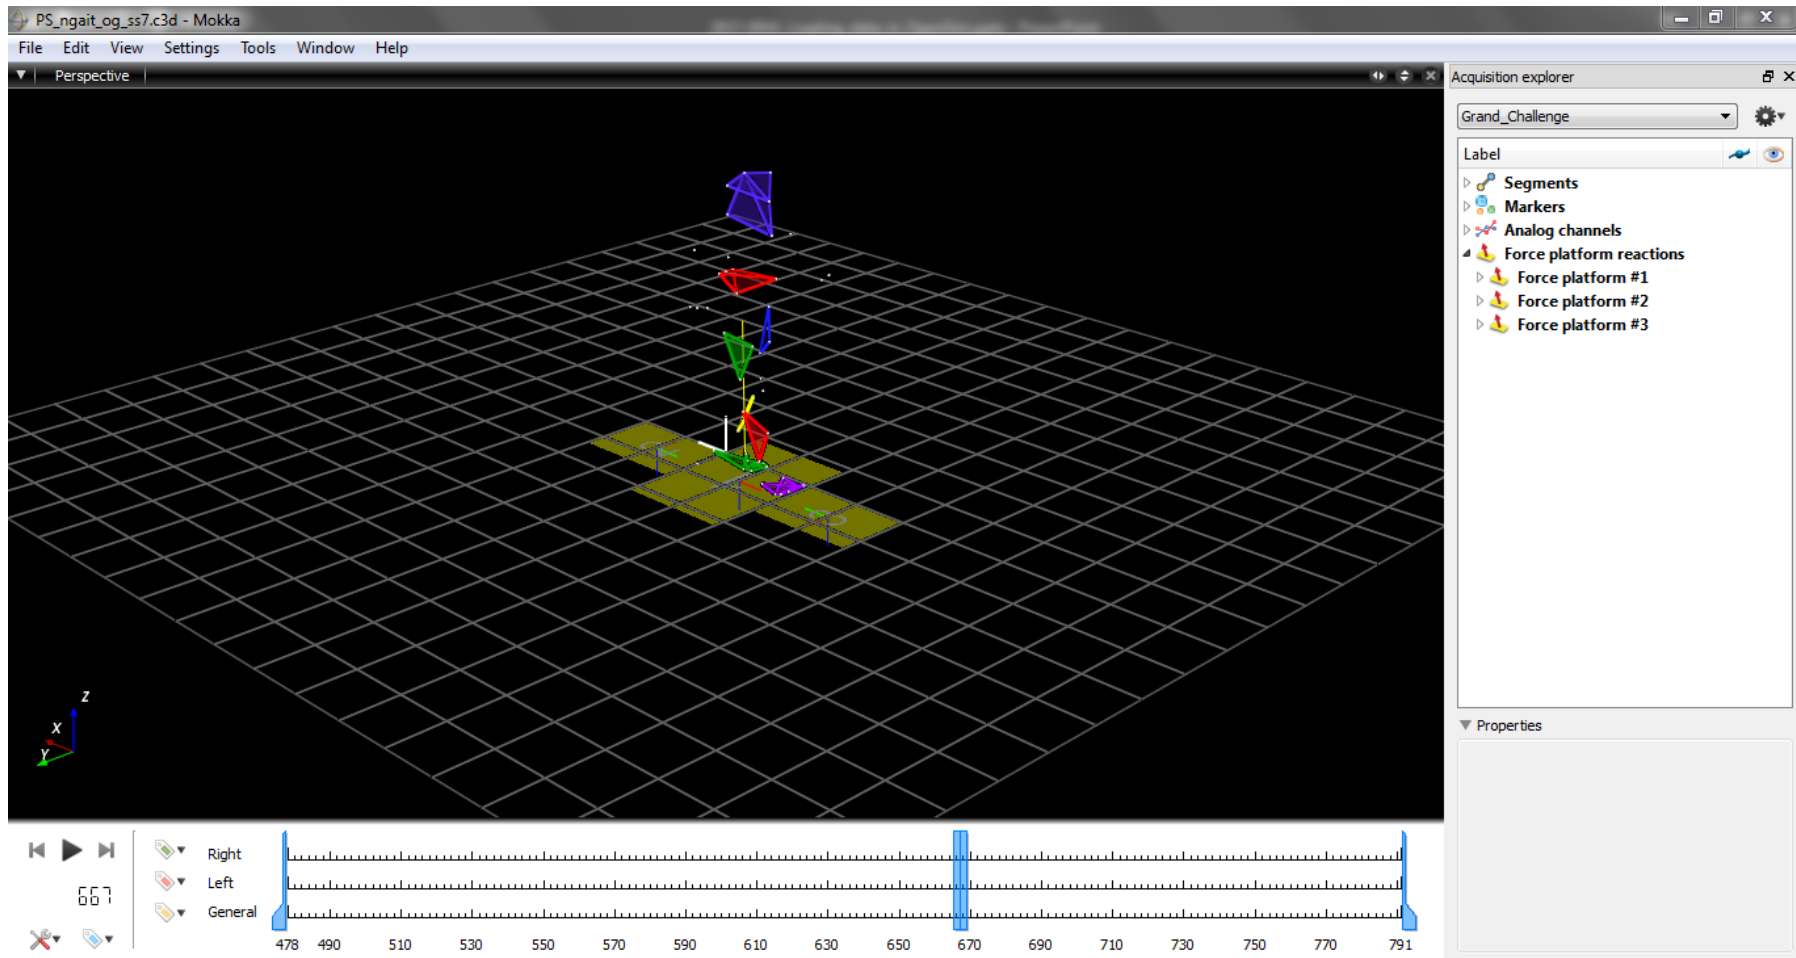 PS_ngait_og_ss7.c3d - Mokka
File Edit View Settings Tools Window Help
Perspective
Acquisition explorer
Grand_Challenge
Label
Segments
Markers
Analog channels
Force platform reactions
Force platform #1
Force platform #2
Force platform #3
Z
X
Y
Properties
Right
Left
667
General
478 490 510 530 550 570 590 610 630 650 670 690 710 730 750 770 791